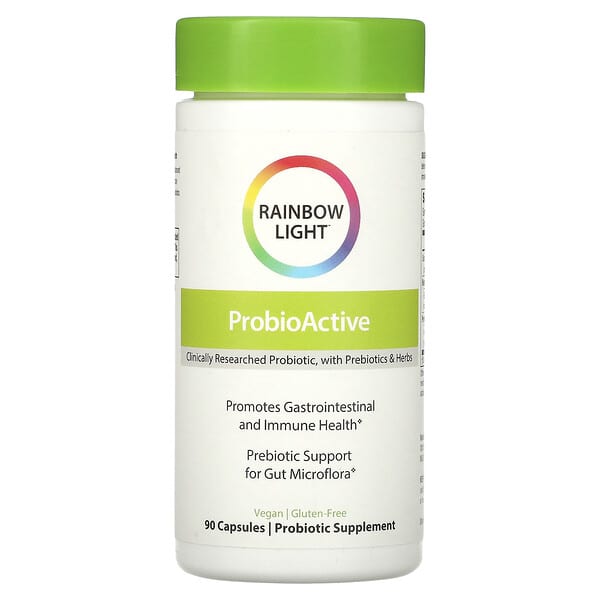 RAINBOW
LIGHT™
ProbioActive
Clinically Researched Probiotic, with Prebiotics & Herbs
Promotes Gastrointestinal
and Immune Health❖
Prebiotic Support
for Gut Microflora❖
Vegan | Gluten-Free
90 Capsules | Probiotic Supplement